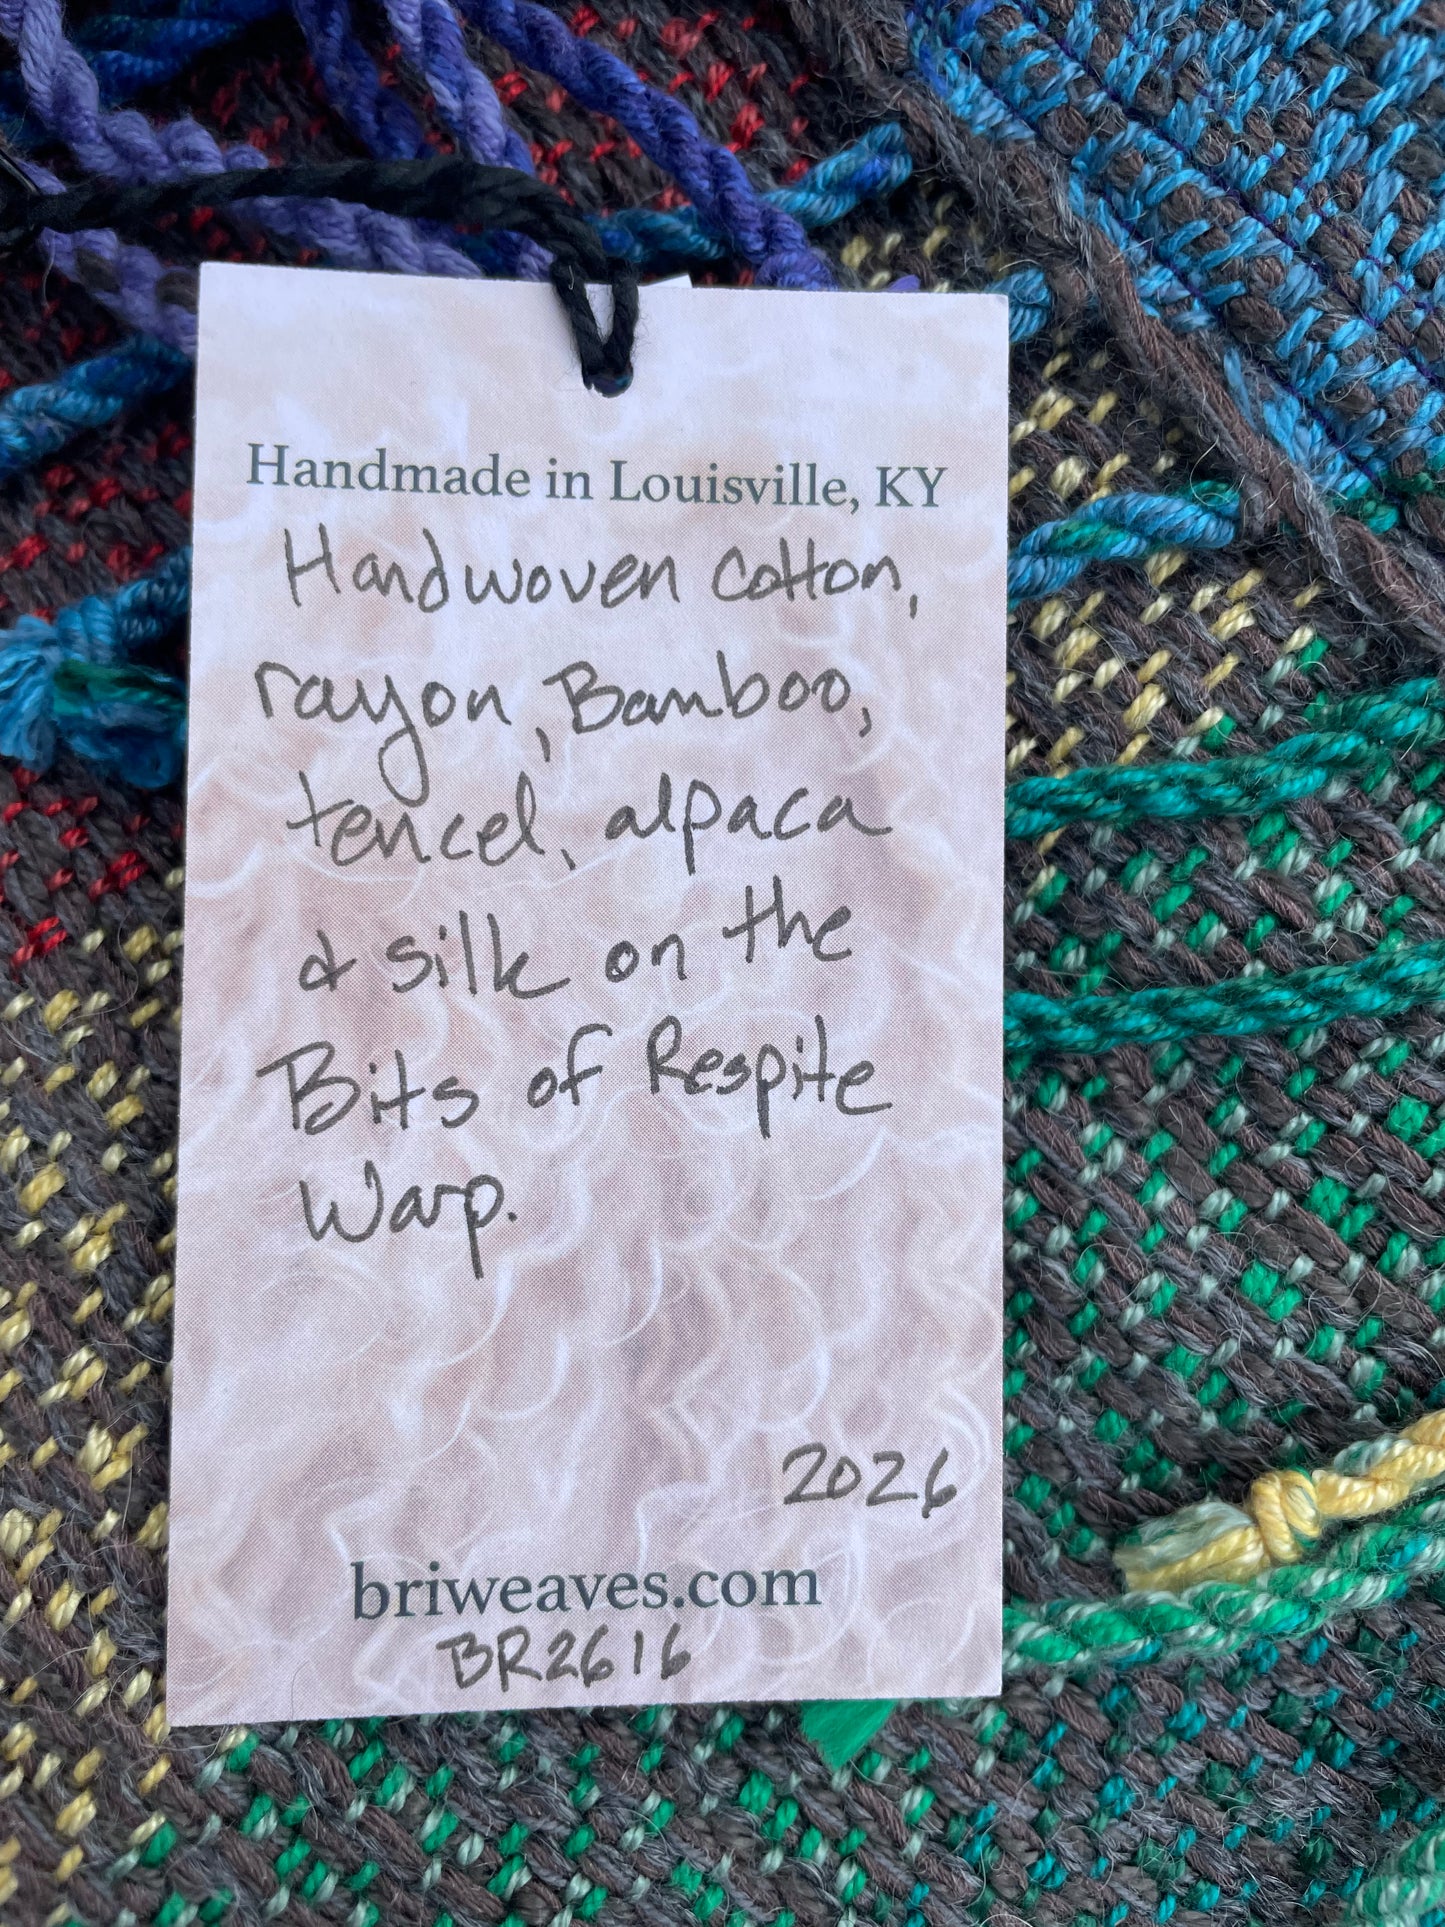 Handmade in Louisville, KY
Handwoven cotton,
rayon, Bamboo,
tencel, alpaca
& silk on the
Bits of Respite
Warp.
2026
briweaves.com
BR2616